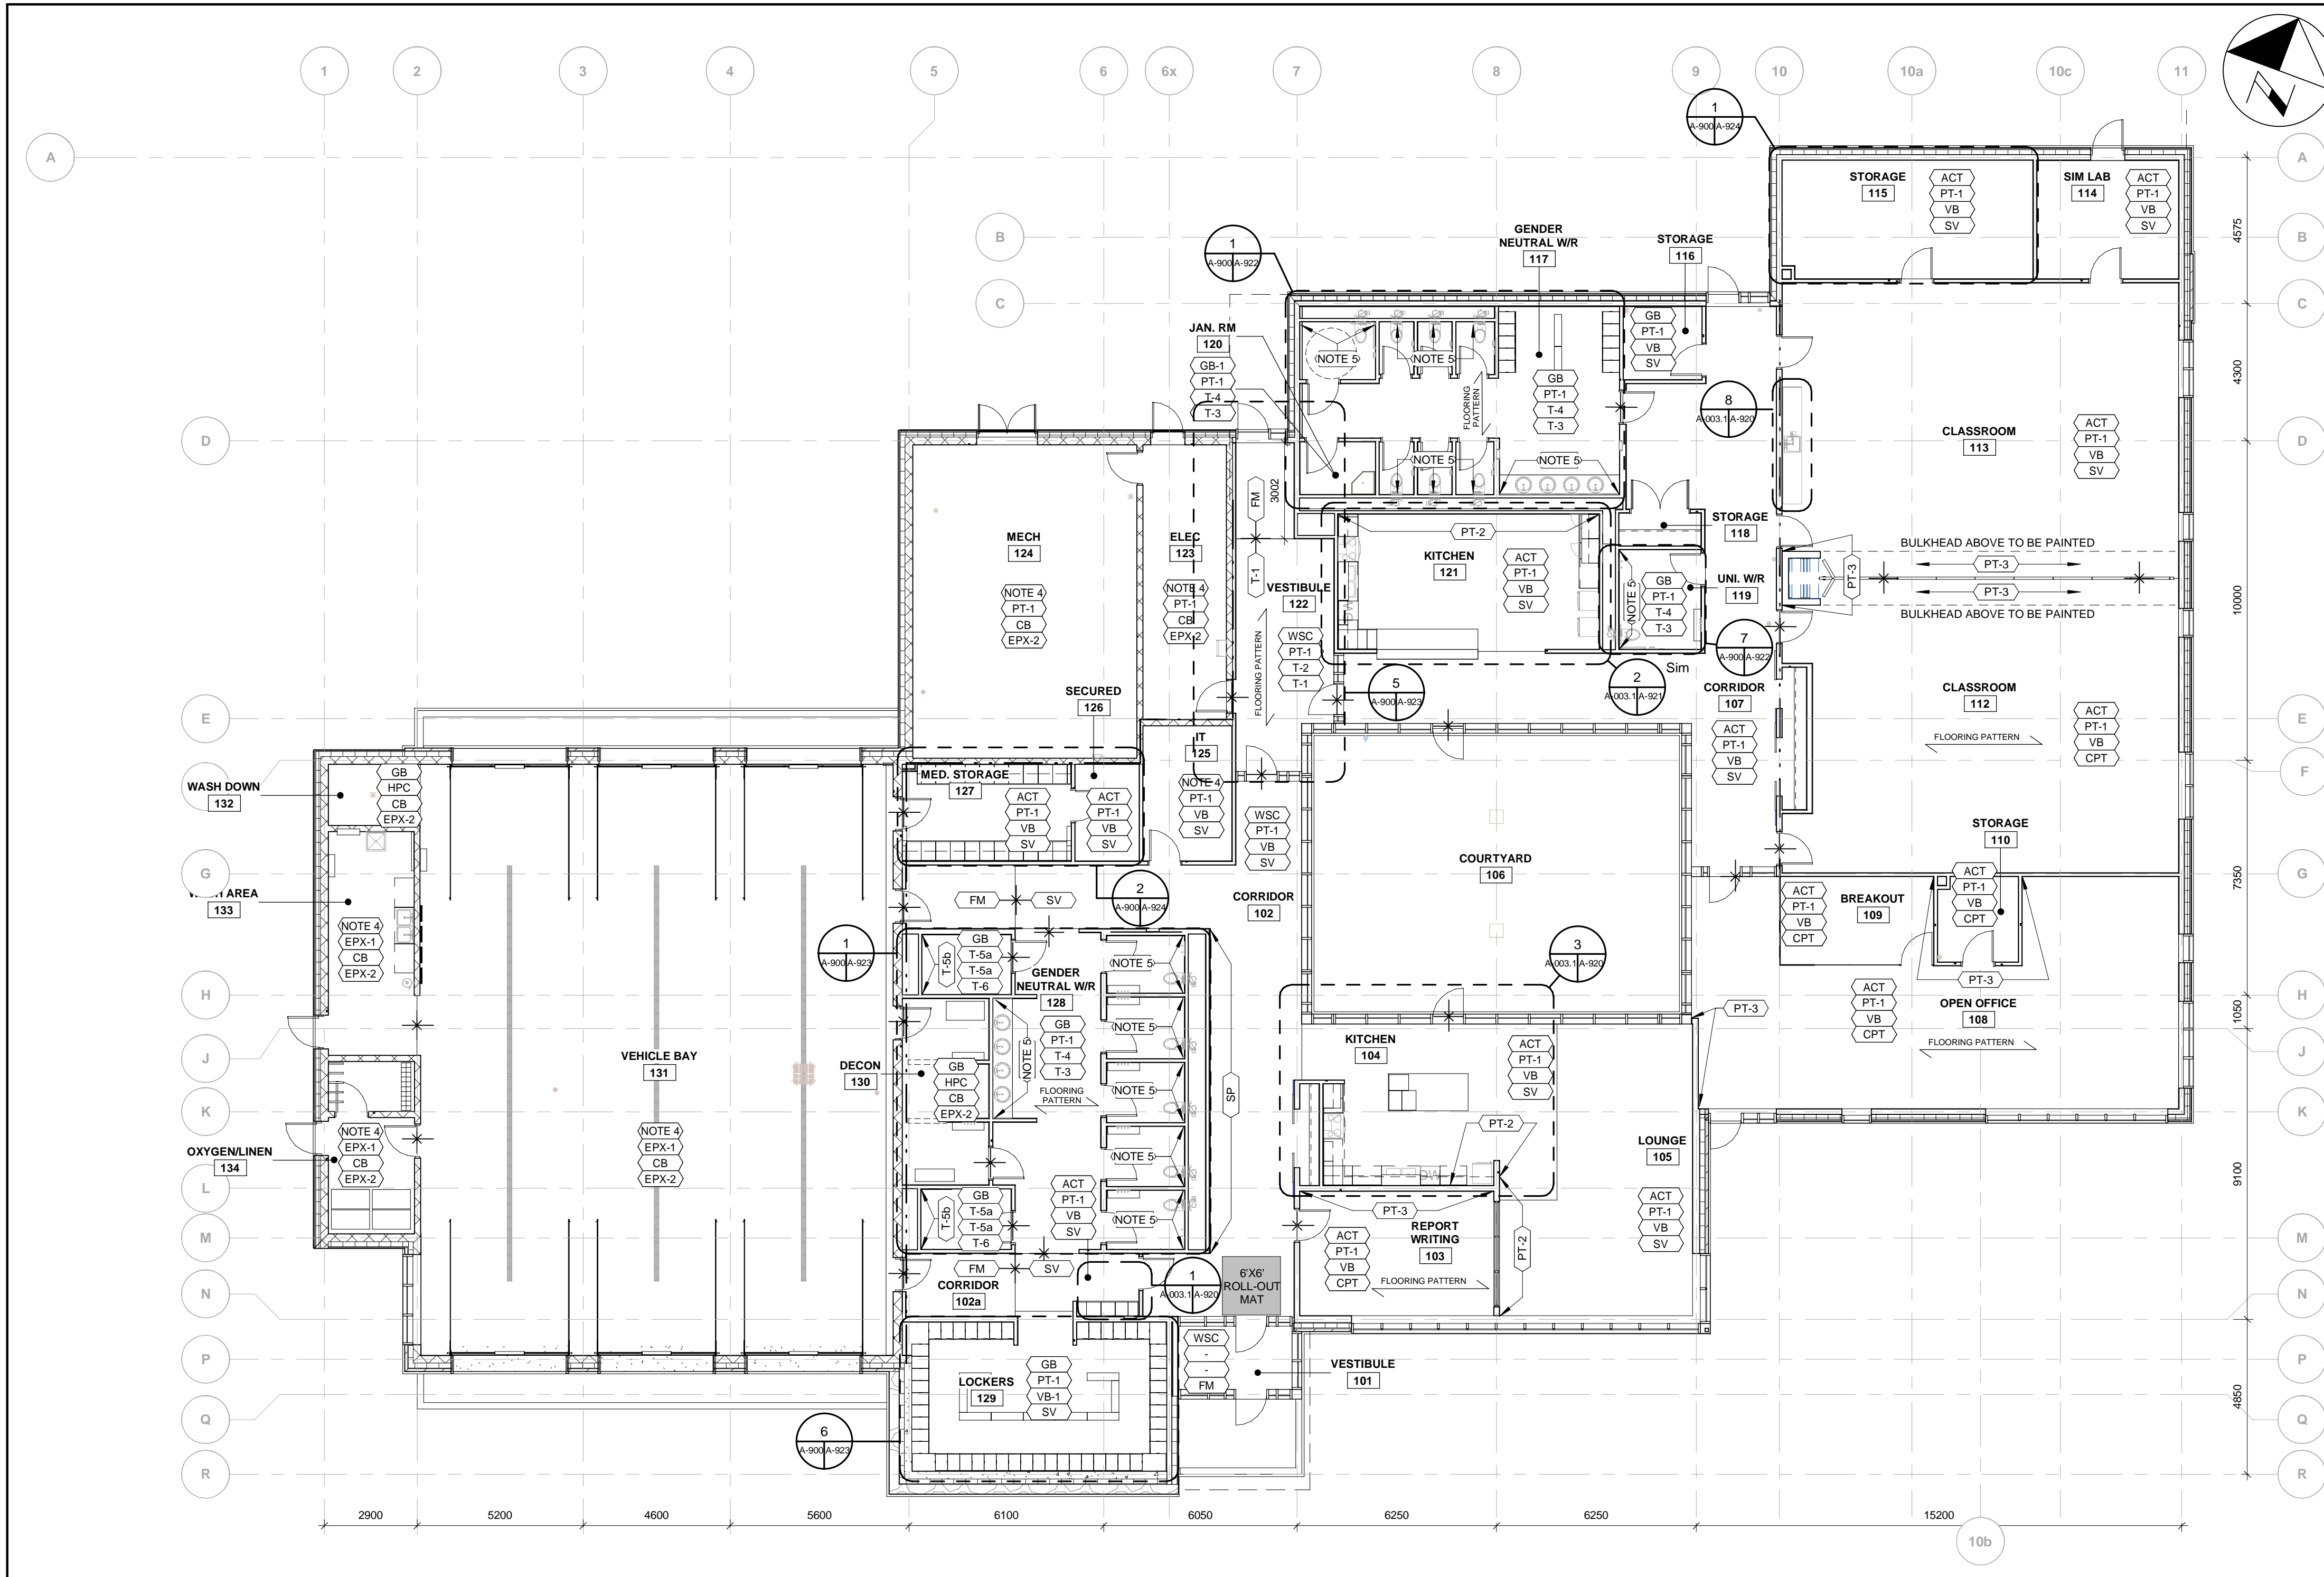 1
2
3
4
5
6
6x
7
8
9
10
10a
10c
11
A
A
B
B
C
C
D
D
E
E
F
G
G
H
H
J
J
K
K
L
M
M
N
N
P
P
Q
Q
R
R
10b
1
A-900 A-924
STORAGE
115
ACT
PT-1
VB
SV
SIM LAB
114
ACT
PT-1
VB
SV
4575
GENDER
NEUTRAL W/R
117
STORAGE
116
1
A-900 A-922
JAN. RM
120
GB-1
PT-1
T-4
T-3
NOTE 5
NOTE 5
GB
PT-1
VB
SV
FLOORING
PATTERN
GB
PT-1
T-4
T-3
NOTE 5
NOTE 5
8
A-003.1 A-920
4300
CLASSROOM
113
ACT
PT-1
VB
SV
FM
3002
T-1
PT-2
STORAGE
118
MECH
124
NOTE 4
PT-1
CB
EPX-2
ELEC
123
NOTE 4
PT-1
CB
EPX-2
VESTIBULE
122
WSC
PT-1
T-2
T-1
FLOORING PATTERN
KITCHEN
121
ACT
PT-1
VB
SV
NOTE 5
GB
PT-1
T-4
T-3
UNI. W/R
119
BULKHEAD ABOVE TO BE PAINTED
PT-3
PT-3
PT-3
BULKHEAD ABOVE TO BE PAINTED
10000
7
A-900 A-922
Sim
2
A-003.1 A-921
5
A-900 A-923
SECURED
126
CORRIDOR
107
ACT
PT-1
VB
SV
CLASSROOM
112
ACT
PT-1
VB
CPT
FLOORING PATTERN
IT
125
NOTE 4
PT-1
VB
SV
WASH DOWN
132
GB
HPC
CB
EPX-2
MED. STORAGE
127
ACT
PT-1
VB
SV
ACT
PT-1
VB
SV
WSC
PT-1
VB
SV
STORAGE
110
ACT
PT-1
VB
CPT
COURTYARD
106
7350
AREA
133
NOTE 4
EPX-1
CB
EPX-2
2
A-900 A-924
FM
SV
CORRIDOR
102
ACT
PT-1
VB
CPT
BREAKOUT
109
1
A-900 A-923
T-5b
GB
T-5a
T-5a
T-6
GENDER
NEUTRAL W/R
128
NOTE 5
3
A-003.1 A-920
PT-3
OPEN OFFICE
108
ACT
PT-1
VB
CPT
FLOORING PATTERN
PT-3
1050
VEHICLE BAY
131
NOTE 4
EPX-1
CB
EPX-2
DECON
130
GB
HPC
CB
EPX-2
NOTE 5
GB
PT-1
T-4
T-3
FLOORING
PATTERN
NOTE 5
NOTE 5
SP
KITCHEN
104
ACT
PT-1
VB
SV
PT-2
DW
OXYGEN/LINEN
134
NOTE 4
EPX-1
CB
EPX-2
NOTE 5
LOUNGE
105
ACT
PT-1
VB
SV
9100
T-5b
GB
T-5a
T-5a
T-6
ACT
PT-1
VB
SV
NOTE 5
PT-3
REPORT
WRITING
103
ACT
PT-1
VB
CPT
FLOORING PATTERN
PT-2
FM
SV
CORRIDOR
102a
1
A-003.1 A-920
6'X6'
ROLL-OUT
MAT
WSC
-
-
FM
VESTIBULE
101
LOCKERS
129
GB
PT-1
VB-1
SV
6
A-900 A-923
4850
2900
5200
4600
5600
6100
6050
6250
6250
15200